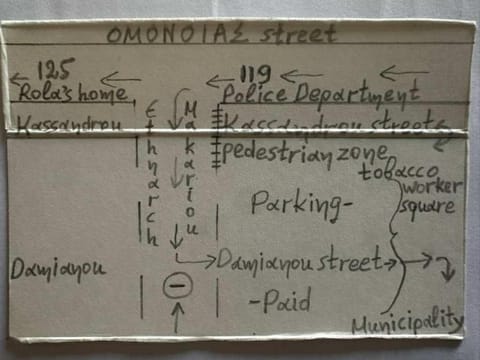 ΟΜΟΝΟΙΑΣ street
125 119
Rola's home Police Department
Kassandrou Kassandrou street
pedestrian zone
Ethnarch
Makariou
tobacco
worker
square
Parking-
Damianou Damianou street
-Paid
Municipality